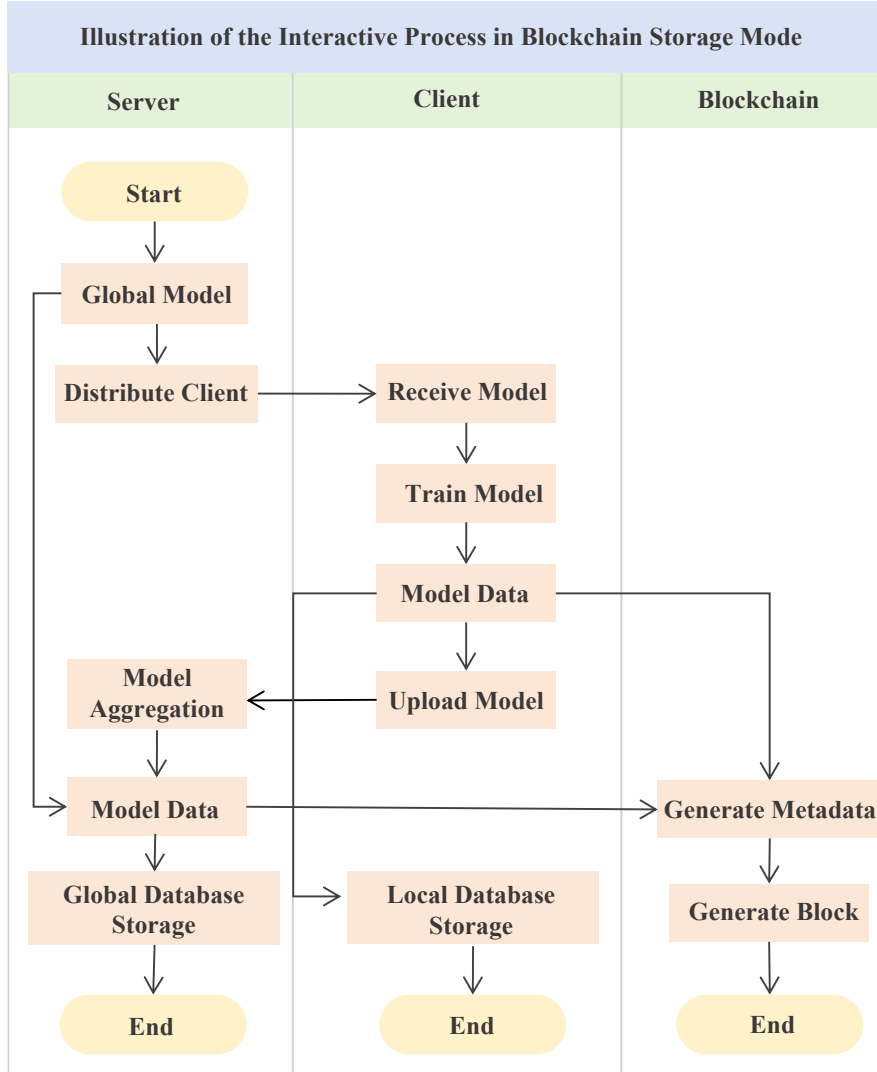 Illustration of the Interactive Process in Blockchain Storage Mode
Server
Client
Blockchain
Start
Global Model
Distribute Client
Receive Model
Train Model
Model Data
Model
Aggregation
Upload Model
Model Data
Generate Metadata
Global Database
Storage
Local Database
Storage
Generate Block
End
End
End